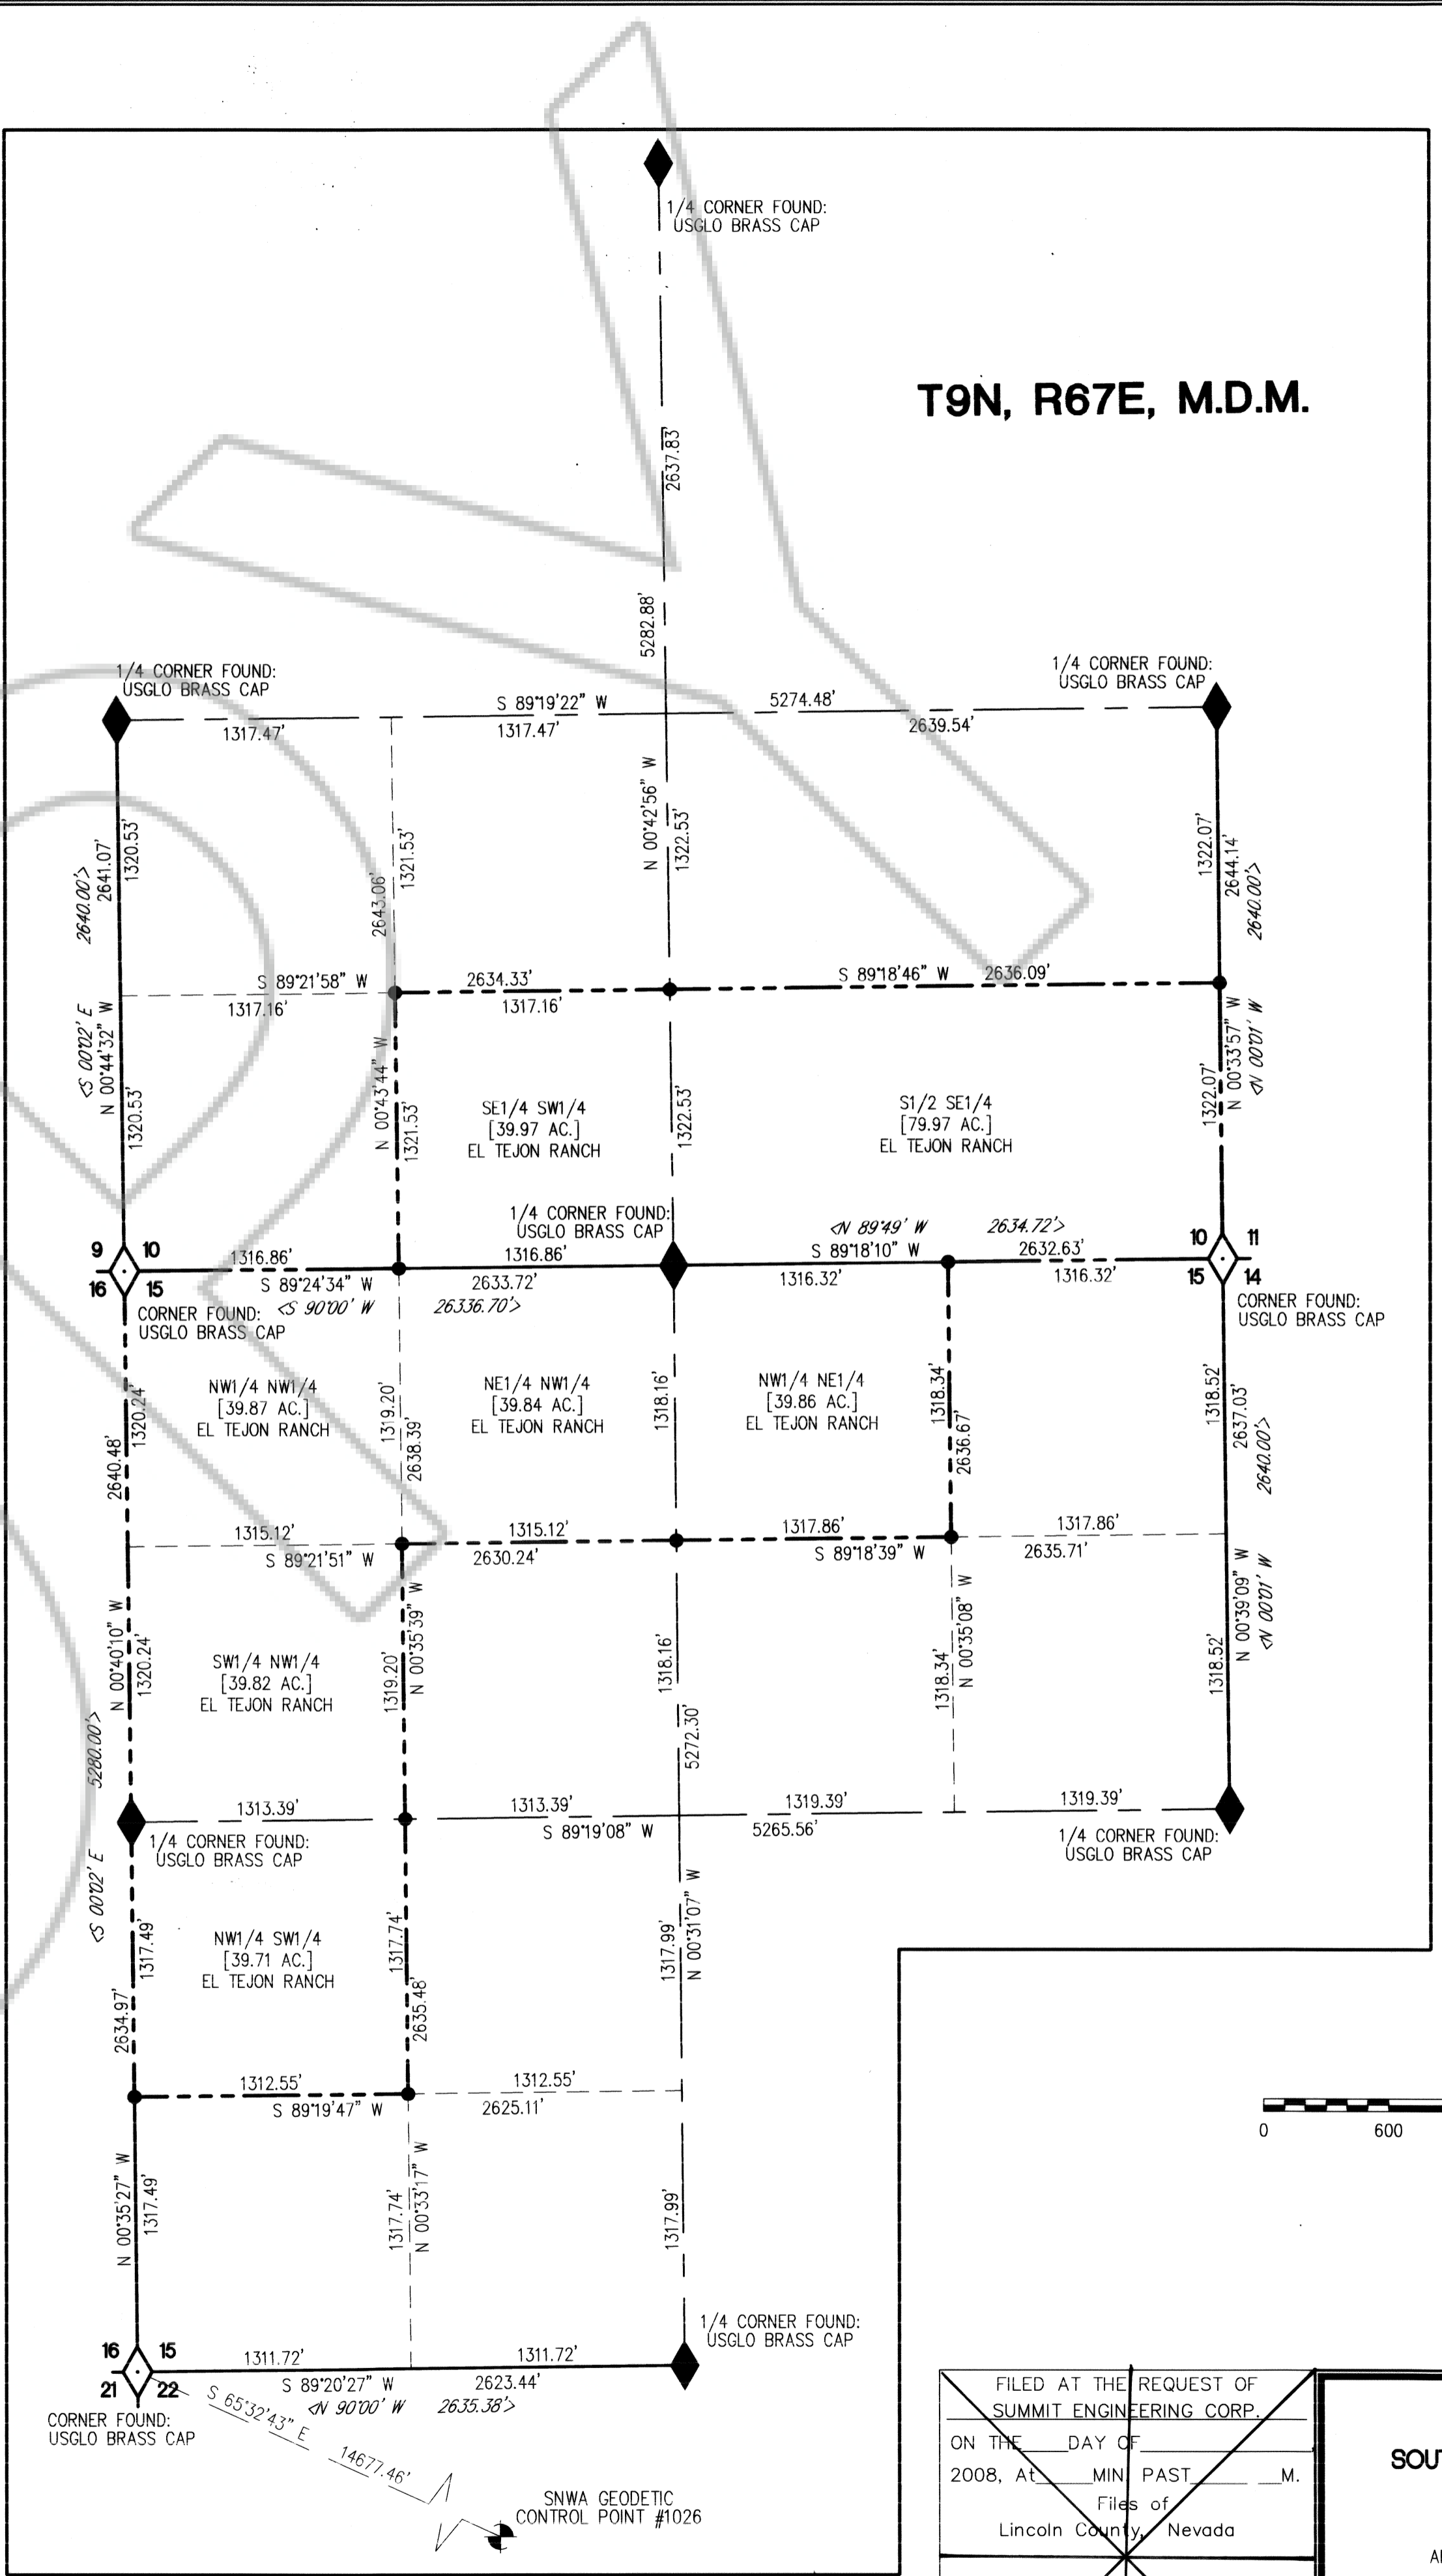 1/4 CORNER FOUND:
USGLO BRASS CAP
T9N, R67E, M.D.M.
2637.83'
5282.88'
1/4 CORNER FOUND:
USGLO BRASS CAP
1/4 CORNER FOUND:
USGLO BRASS CAP
S 89°19'22" W
5274.48'
1317.47'
1317.47'
2639.54'
N 00°42'56" W
1322.53'
2640.00'>
2641.07'
1320.53'
2643.06'
1321.53'
1322.07'
2644.14'
2640.00'>
S 89°21'58" W
2634.33'
S 89°18'46" W
2636.09'
1317.16'
1317.16'
<S 00°02' E
N 00°44'32" W
1320.53'
N 00°43'44" W
1321.53'
1322.53'
1322.07'
N 00°33'57" W
<N 00°01' W
SE1/4 SW1/4
[39.97 AC.]
EL TEJON RANCH
S1/2 SE1/4
[79.97 AC.]
EL TEJON RANCH
1/4 CORNER FOUND:
USGLO BRASS CAP
<N 89°49' W
2634.72'>
9 10
16 15
1316.86'
1316.86'
S 89°18'10" W
2632.63'
10 11
15 14
S 89°24'34" W
2633.72'
1316.32'
1316.32'
<S 90°00' W
26336.70'>
CORNER FOUND:
USGLO BRASS CAP
CORNER FOUND:
USGLO BRASS CAP
NW1/4 NW1/4
[39.87 AC.]
EL TEJON RANCH
NE1/4 NW1/4
[39.84 AC.]
EL TEJON RANCH
NW1/4 NE1/4
[39.86 AC.]
EL TEJON RANCH
1320.24'
2640.48'
1319.20'
2638.39'
1318.16'
1318.34'
2636.67'
1318.52'
2637.03'
2640.00'>
1315.12'
1315.12'
1317.86'
1317.86'
S 89°21'51" W
2630.24'
S 89°18'39" W
2635.71'
N 00°40'10" W
1320.24'
N 00°35'39" W
1319.20'
1318.16'
1318.34'
N 00°35'08" W
1318.52'
N 00°39'09" W
<N 00°01' W
SW1/4 NW1/4
[39.82 AC.]
EL TEJON RANCH
5280.00'>
5272.30'
1313.39'
1313.39'
1319.39'
1319.39'
S 89°19'08" W
5265.56'
1/4 CORNER FOUND:
USGLO BRASS CAP
1/4 CORNER FOUND:
USGLO BRASS CAP
<S 00°02' E
1317.49'
2634.97'
NW1/4 SW1/4
[39.71 AC.]
EL TEJON RANCH
1317.74'
2635.48'
1317.99'
N 00°31'07" W
1312.55'
1312.55'
S 89°19'47" W
2625.11'
0 600
N 00°35'27" W
1317.49'
1317.74'
N 00°33'17" W
1317.99'
1/4 CORNER FOUND:
USGLO BRASS CAP
16 15
21 22
1311.72'
1311.72'
S 89°20'27" W
2623.44'
<N 90°00' W
2635.38'>
CORNER FOUND:
USGLO BRASS CAP
S 65°32'43" E
14677.46'
SNWA GEODETIC
CONTROL POINT #1026
FILED AT THE REQUEST OF
SUMMIT ENGINEERING CORP.
ON THE DAY OF
2008, At MIN PAST M.
Files of
Lincoln County, Nevada